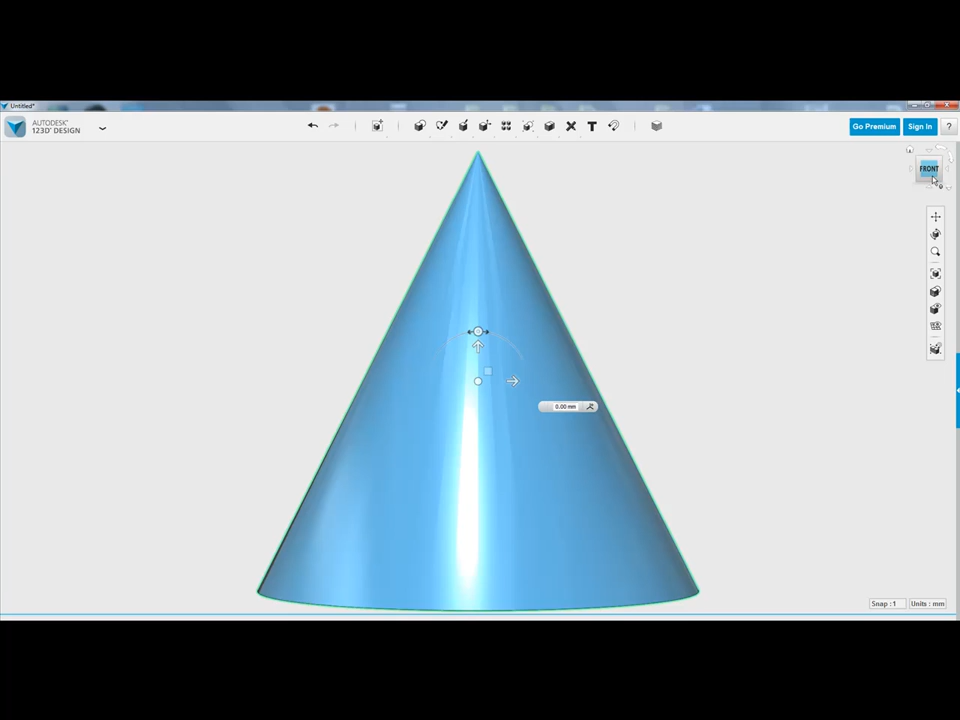 Untitled*
AUTODESK®
123D® DESIGN
Go Premium
Sign In
?
FRONT
0.00 mm
Snap : 1
Units : mm